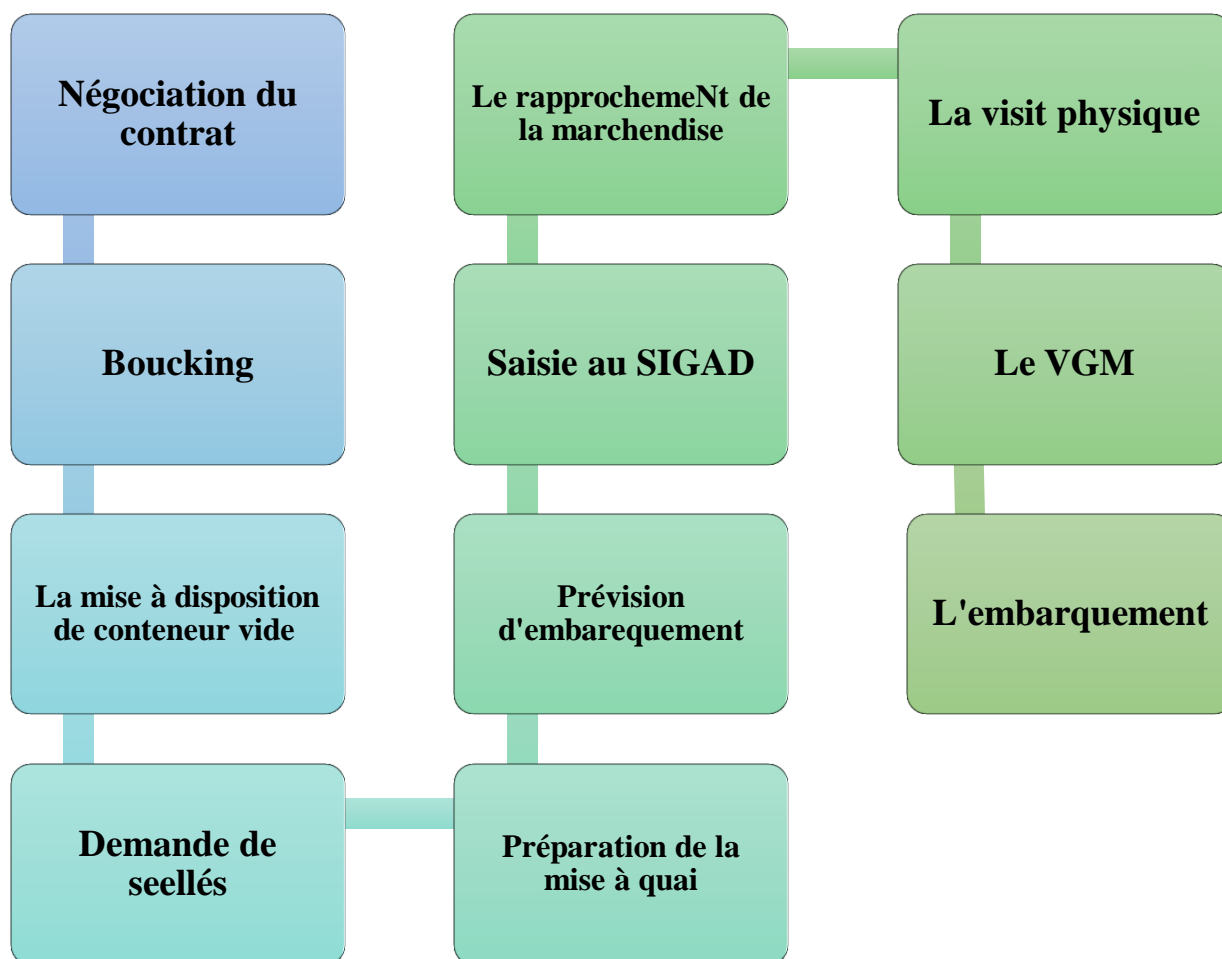 Négociation du
contrat
Boucking
La mise à disposition
de conteneur vide
Demande de
seellés
Préparation de la
mise à quai
Prévision
d'embarequement
Saisie au SIGAD
Le rapprochemeNt de
la marchendise
La visit physique
Le VGM
L'embarquement